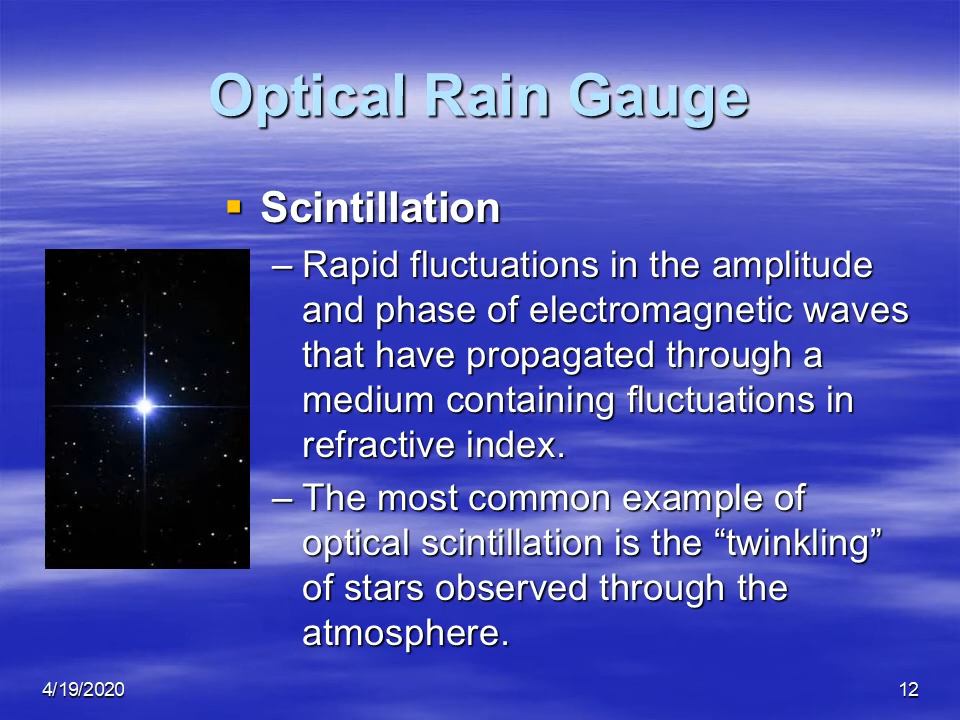 Optical Rain Gauge
▪ Scintillation
– Rapid fluctuations in the amplitude
and phase of electromagnetic waves
that have propagated through a
medium containing fluctuations in
refractive index.
– The most common example of
optical scintillation is the “twinkling”
of stars observed through the
atmosphere.
4/19/2020
12